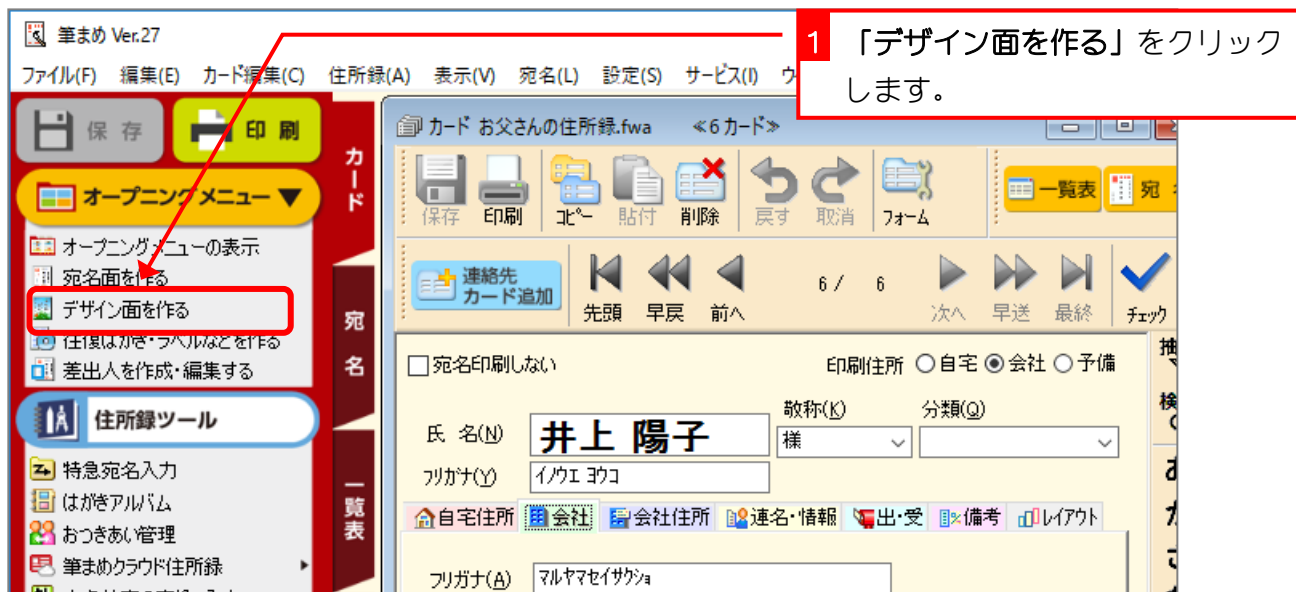 筆まめ Ver.27
1 「デザイン面を作る」をクリック
します。
ファイル(F) 編集(E) カード編集(C) 住所録(A) 表示(V) 宛名(L) 設定(S) サービス(I)
保存 印刷
オープニングメニュー▼
オープニングメニューの表示
宛名面を作る
デザイン面を作る
往復はがき・ラベルなどを作る
差出人を作成・編集する
住所録ツール
特急宛名入力
はがきアルバム
おつきあい管理
筆まめクラウド住所録
カード
宛名
一覧表
カード お父さんの住所録.fwa ≪6カード≫
保存 印刷 コピー 貼付 削除 戻す 取消 フォーム 一覧表 宛
連絡先
カード追加
6 / 6
先頭 早戻 前へ 次へ 早送 最終 チェック
宛名印刷しない 印刷住所 自宅 会社 予備
敬称(K) 分類(Q)
氏 名(N) 井上 陽子 様
フリガナ(Y) イノウエ ヨウコ
自宅住所 会社 会社住所 連名・情報 出・受 備考 レイアウト
フリガナ(A) マルヤマセイサクショ